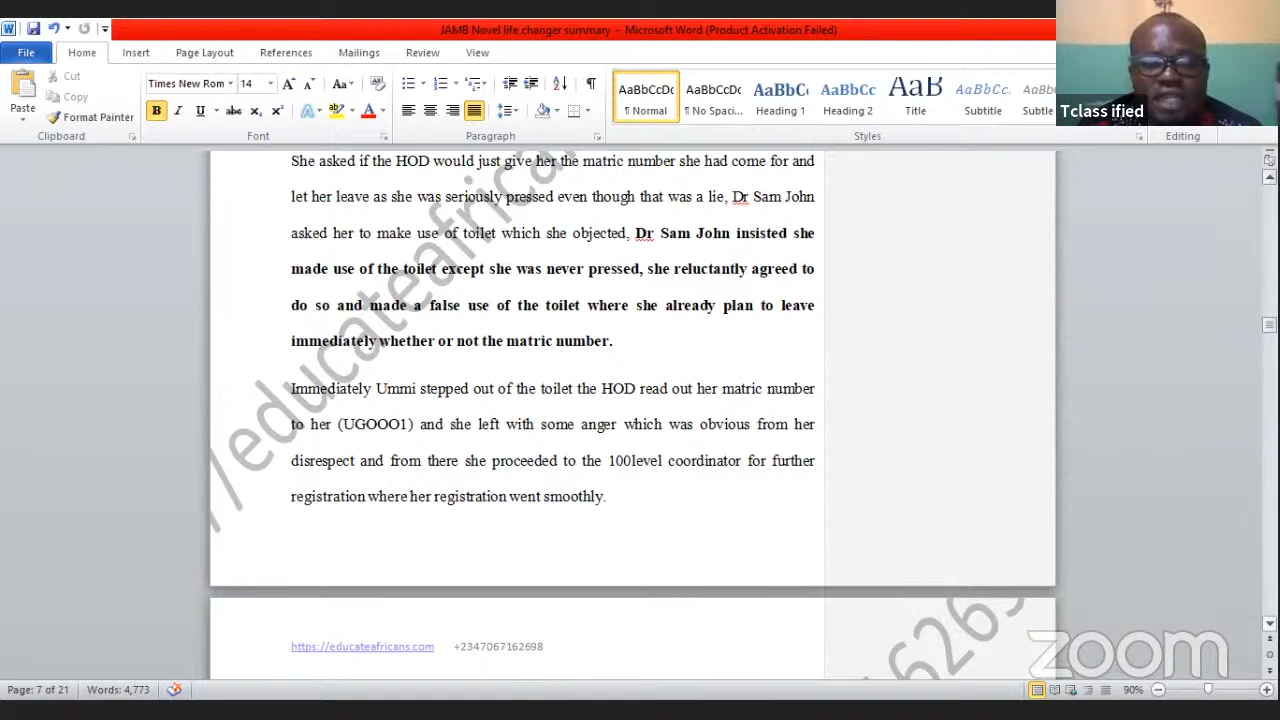 JAMB Novel life changer summary - Microsoft Word (Product Activation Failed)
File Home Insert Page Layout References Mailings Review View
Paste
Cut
Copy
Format Painter
Times New Rom 14
AaBbCcDc AaBbCcDc AaBbC AaBbCc AaB AaBbCc.
¶ Normal ¶ No Spaci... Heading 1 Heading 2 Title Subtitle Subtle
Clipboard Font Paragraph Styles Editing
Tclass ified
She asked if the HOD would just give her the matric number she had come for and
let her leave as she was seriously pressed even though that was a lie, Dr Sam John
asked her to make use of toilet which she objected, Dr Sam John insisted she
made use of the toilet except she was never pressed, she reluctantly agreed to
do so and made a false use of the toilet where she already plan to leave
immediately whether or not the matric number.
Immediately Ummi stepped out of the toilet the HOD read out her matric number
to her (UGOOO1) and she left with some anger which was obvious from her
disrespect and from there she proceeded to the 100level coordinator for further
registration where her registration went smoothly.
//educateafrican
https://educateafricans.com +2347067162698
zoom
Page: 7 of 21 Words: 4,773 90%